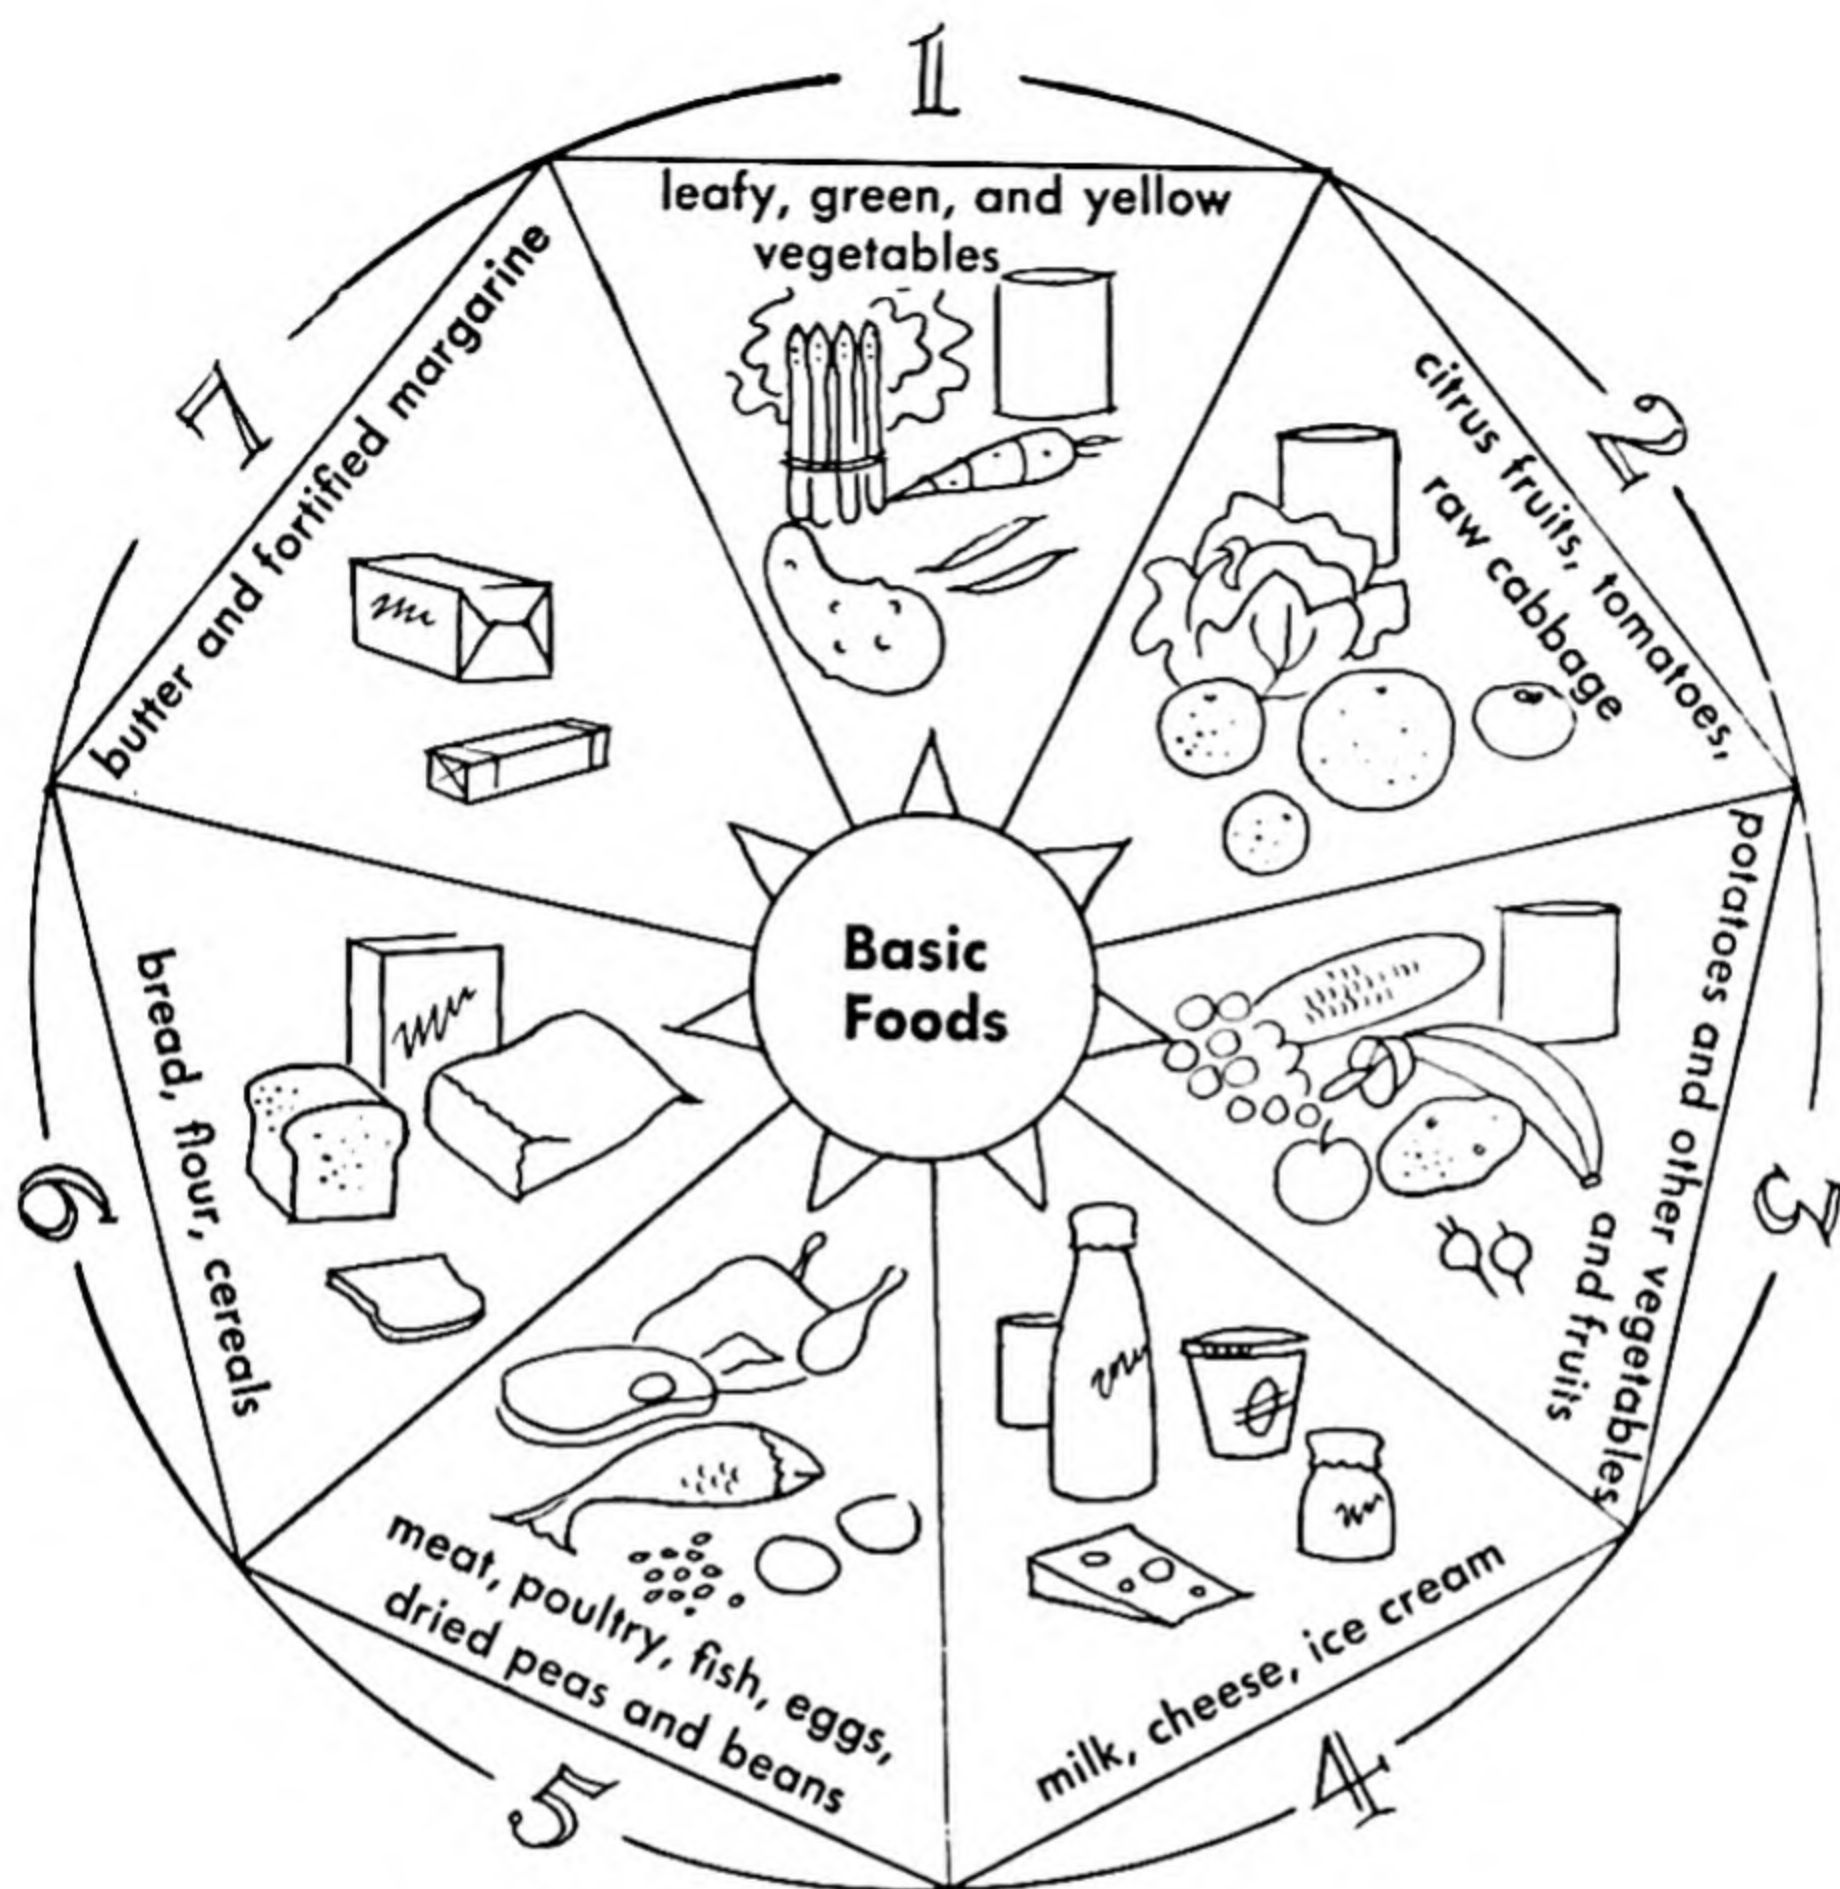 1
leafy, green, and yellow
vegetables
2
citrus fruits, tomatoes,
raw cabbage
3
potatoes and other vegetables
and fruits
4
milk, cheese, ice cream
5
meat, poultry, fish, eggs,
dried peas and beans
6
bread, flour, cereals
7
butter and fortified margarine
Basic
Foods